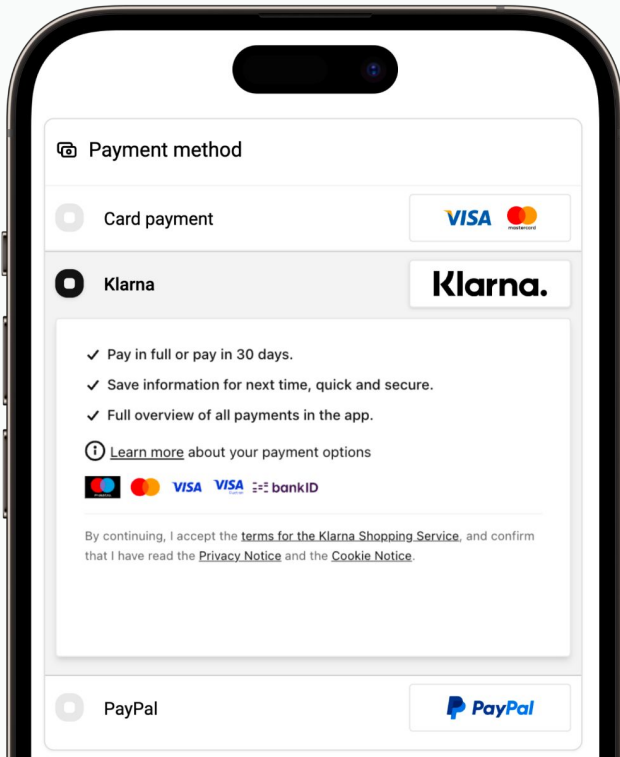 Payment method
Card payment
VISA
mastercard
Klarna
Klarna.
✓ Pay in full or pay in 30 days.
✓ Save information for next time, quick and secure.
✓ Full overview of all payments in the app.
Learn more about your payment options
VISA VISA bankID
By continuing, I accept the terms for the Klarna Shopping Service, and confirm
that I have read the Privacy Notice and the Cookie Notice.
PayPal
PayPal